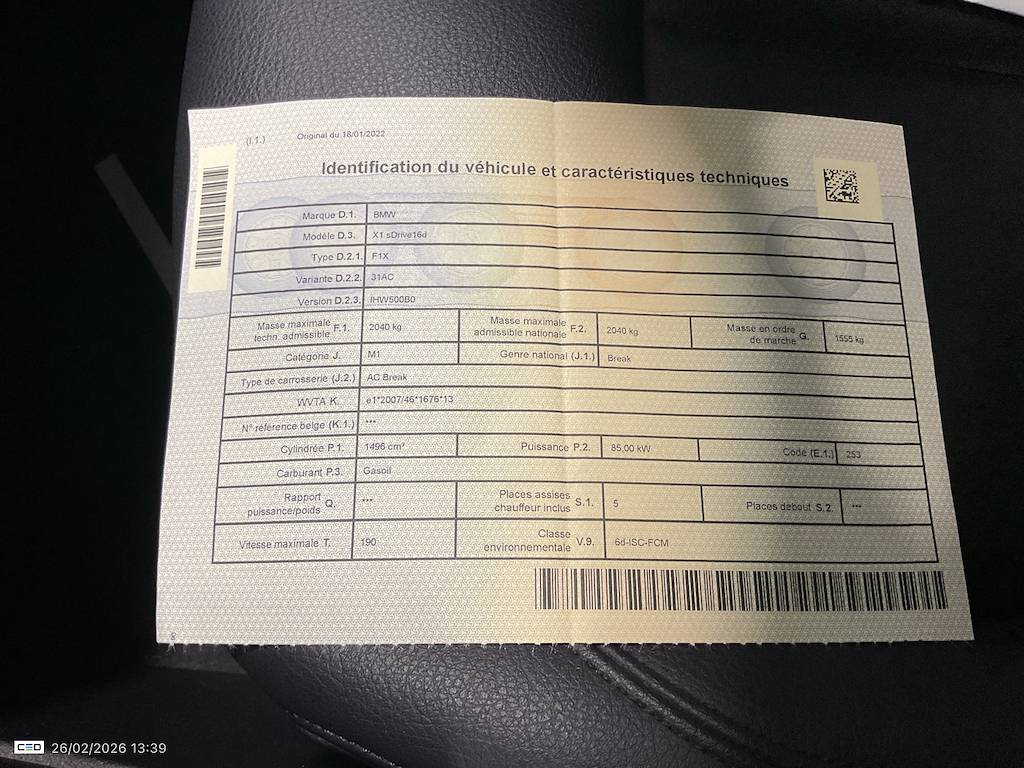 (I.1.) Original du 18/01/2022
Identification du véhicule et caractéristiques techniques
Marque D.1. BMW
Modèle D.3. X1 sDrive16d
Type D.2.1. F1X
Variante D.2.2. 31AC
Version D.2.3. IHW500B0
Masse maximale techn. admissible F.1. 2040 kg Masse maximale admissible nationale F.2. 2040 kg Masse en ordre de marche G. 1555 kg
Catégorie J. M1 Genre national (J.1.) Break
Type de carrosserie (J.2.) AC Break
WVTA K. e1*2007/46*1676*13
N° référence belge (K.1.) ***
Cylindrée P.1. 1496 cm³ Puissance P.2. 85,00 kW Code (E.1.) 253
Carburant P.3. Gasoil
Rapport puissance/poids Q. *** Places assises chauffeur inclus S.1. 5 Places debout S.2. ***
Vitesse maximale T. 190 Classe environnementale V.9. 6d-ISC-FCM
CEO 26/02/2026 13:39